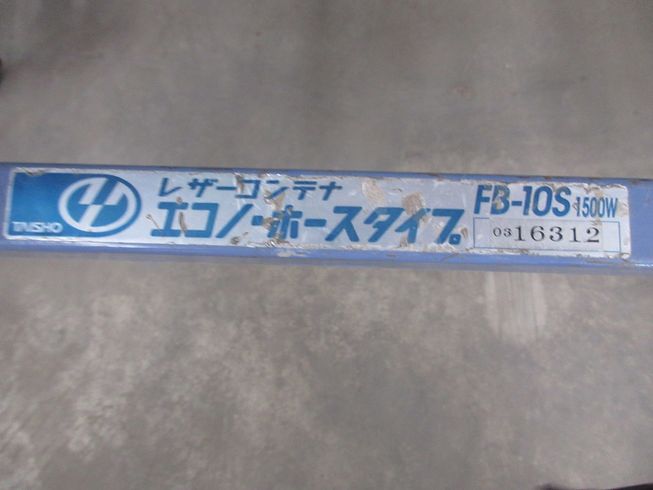 TAISHO
レザーコンテナ
エコノ・ホースタイプ
FB-10S 1500W
03 16312